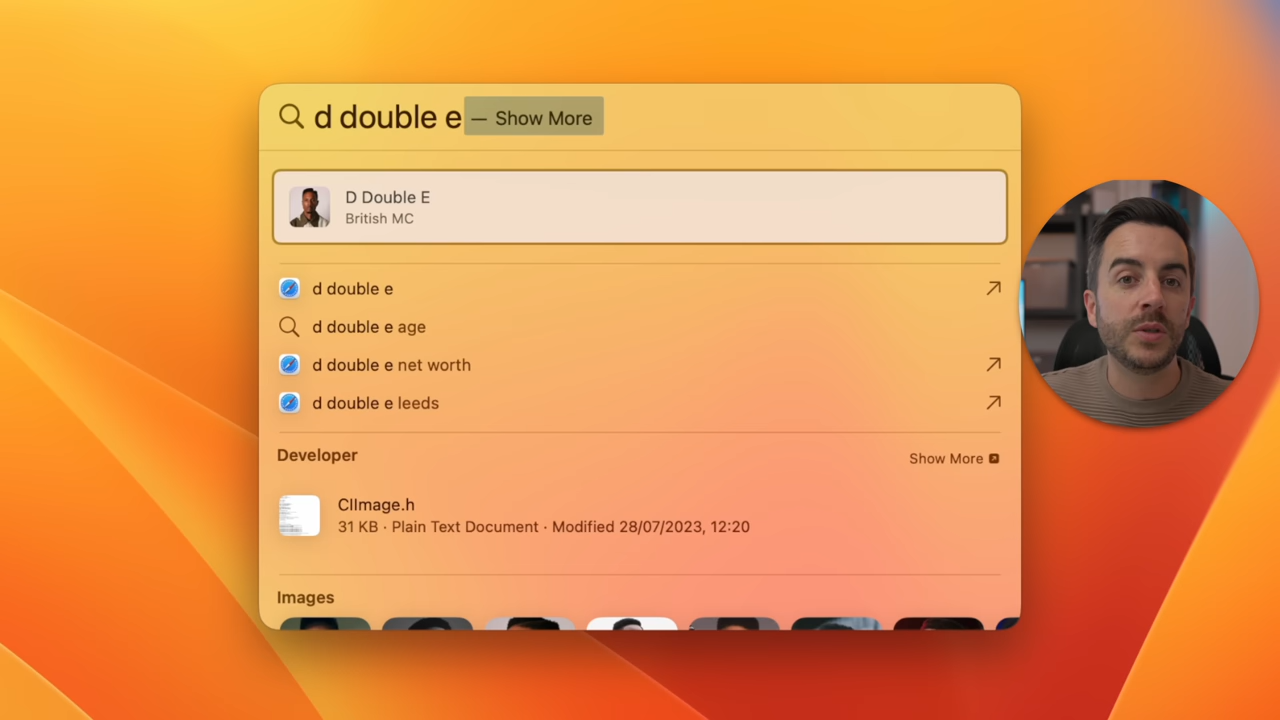 d double e — Show More
D Double E
British MC
d double e
d double e age
d double e net worth
d double e leeds
Developer
Show More
CIImage.h
31 KB · Plain Text Document · Modified 28/07/2023, 12:20
Images